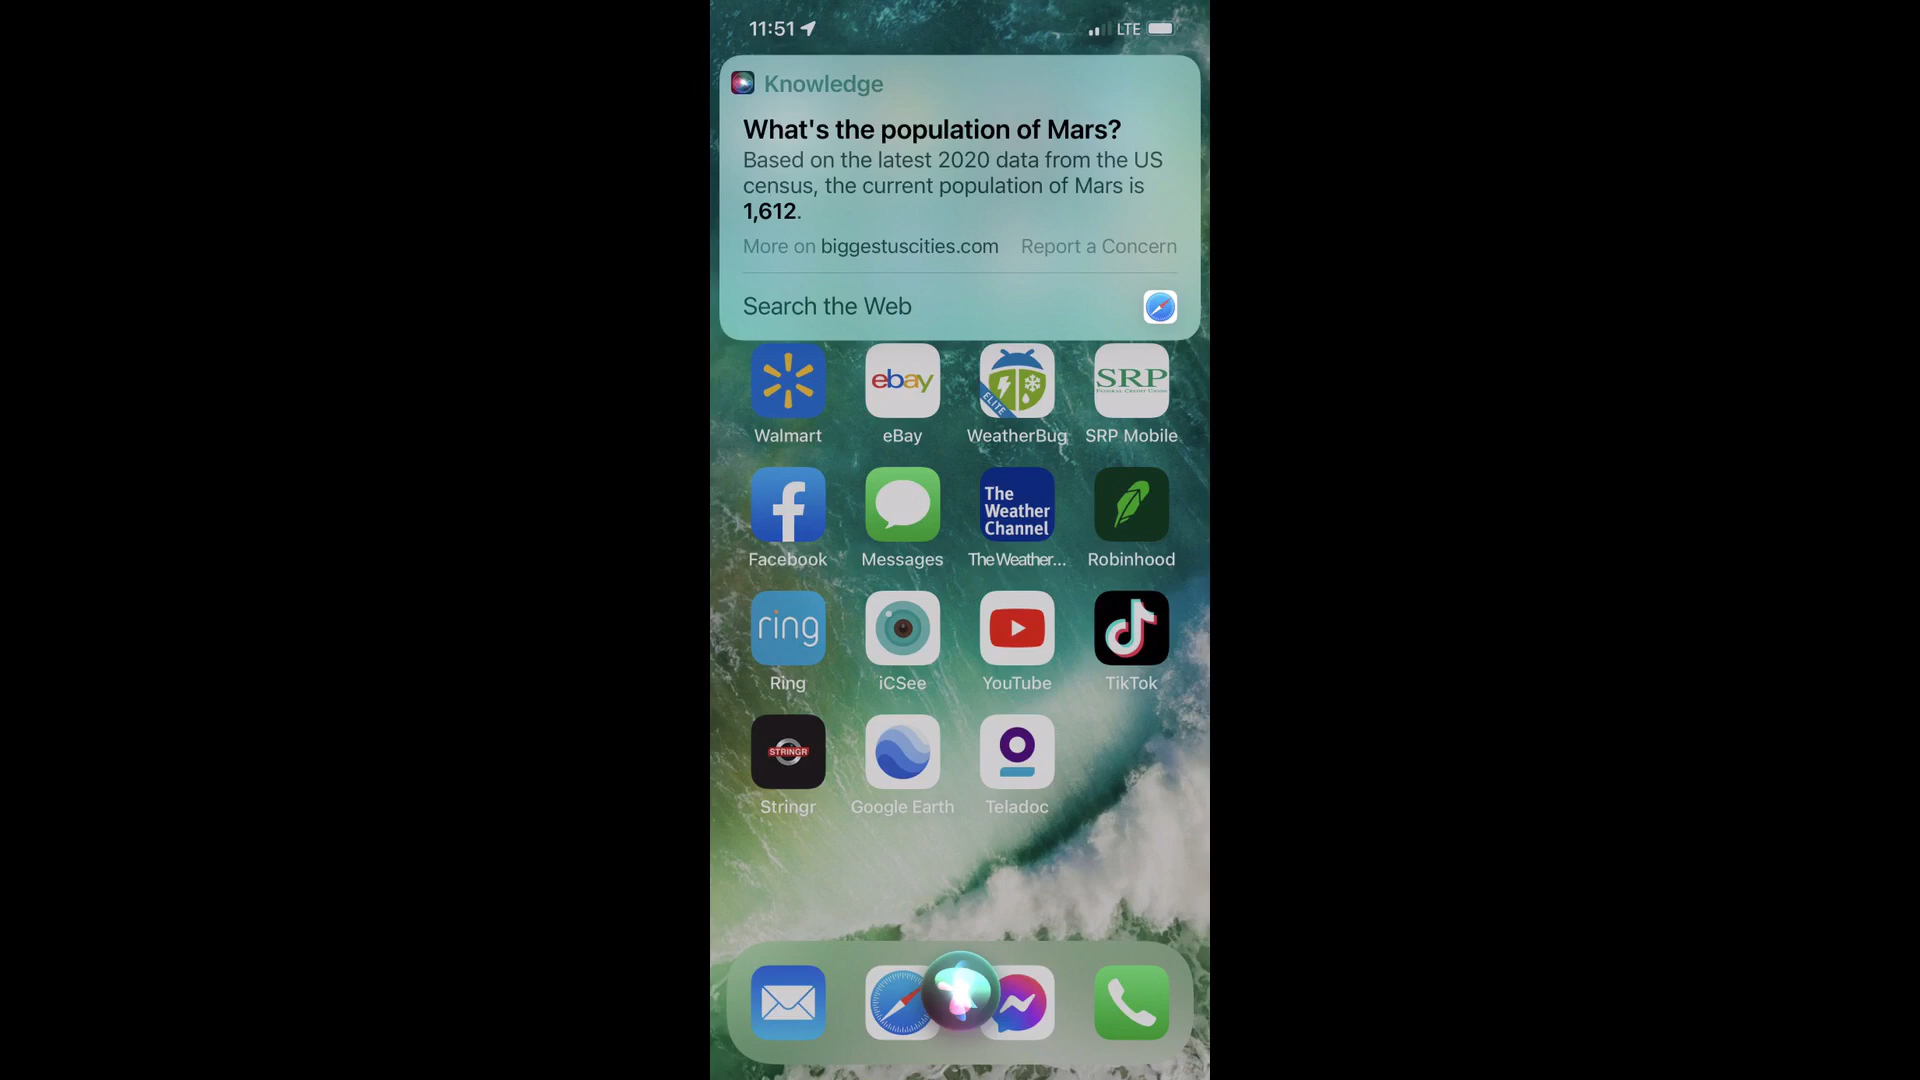 11:51 LTE
Knowledge
What's the population of Mars?
Based on the latest 2020 data from the US
census, the current population of Mars is
1,612.
More on biggestuscities.com Report a Concern
Search the Web
ebay
ELITE
SRP
FEDERAL CREDIT UNION
Walmart eBay WeatherBug SRP Mobile
The
Weather
Channel
Facebook Messages The Weather... Robinhood
ring
Ring iCSee YouTube TikTok
STRINGR
Stringr Google Earth Teladoc